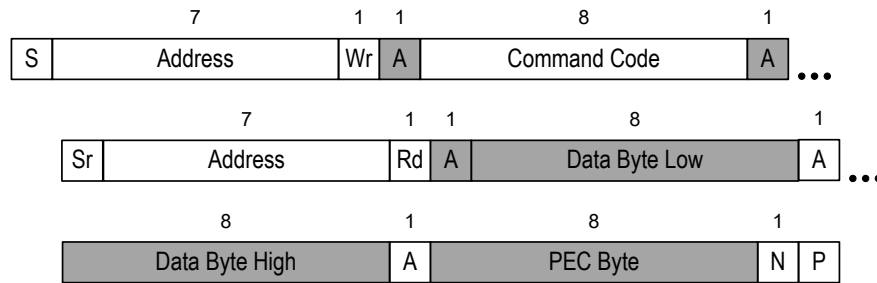 7 1 1 8 1
S Address Wr A Command Code A ...
7 1 1 8 1
Sr Address Rd A Data Byte Low A ...
8 1 8 1
Data Byte High A PEC Byte N P